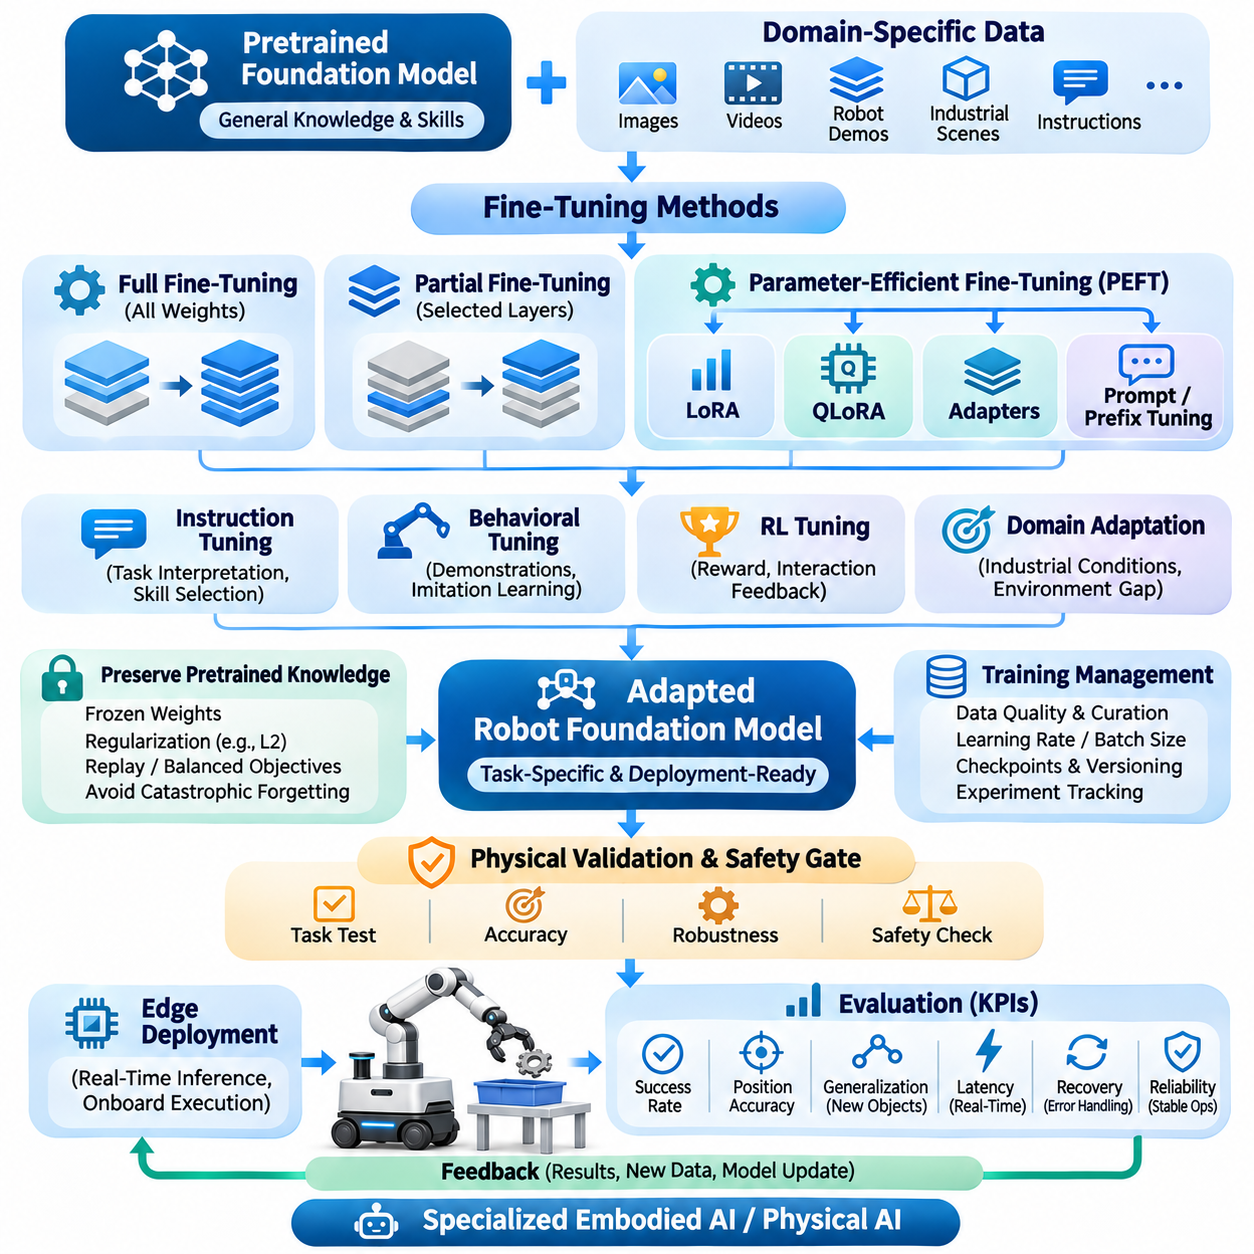 Pretrained
Foundation Model
General Knowledge & Skills
Domain-Specific Data
Images
Videos
Robot
Demos
Industrial
Scenes
Instructions
Fine-Tuning Methods
Full Fine-Tuning
(All Weights)
Partial Fine-Tuning
(Selected Layers)
Parameter-Efficient Fine-Tuning (PEFT)
LoRA
Q
QLoRA
Adapters
Prompt /
Prefix Tuning
Instruction
Tuning
(Task Interpretation,
Skill Selection)
Behavioral
Tuning
(Demonstrations,
Imitation Learning)
RL Tuning
(Reward, Interaction
Feedback)
Domain Adaptation
(Industrial Conditions,
Environment Gap)
Preserve Pretrained Knowledge
Frozen Weights
Regularization (e.g., L2)
Replay / Balanced Objectives
Avoid Catastrophic Forgetting
Adapted
Robot Foundation Model
Task-Specific & Deployment-Ready
Training Management
Data Quality & Curation
Learning Rate / Batch Size
Checkpoints & Versioning
Experiment Tracking
Physical Validation & Safety Gate
Task Test
Accuracy
Robustness
Safety Check
Edge
Deployment
(Real-Time Inference,
Onboard Execution)
Evaluation (KPIs)
Success
Rate
Position
Accuracy
Generalization
(New Objects)
Latency
(Real-Time)
Recovery
(Error Handling)
Reliability
(Stable Ops)
Feedback (Results, New Data, Model Update)
Specialized Embodied AI / Physical AI